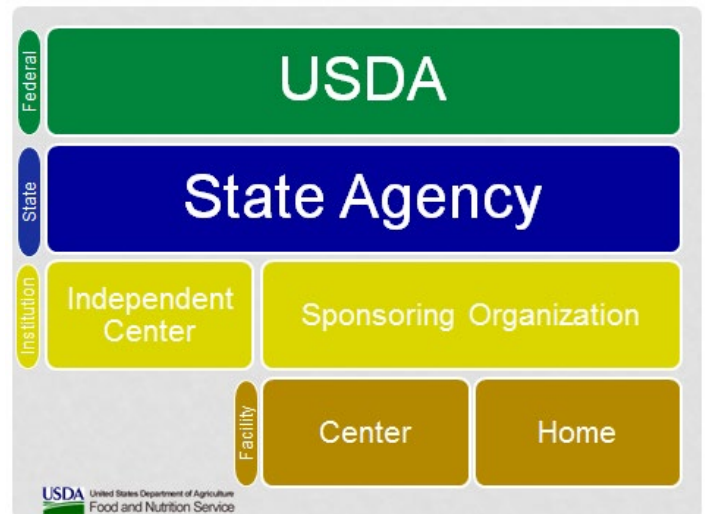 Federal
USDA
State
State Agency
Institution
Independent
Center
Sponsoring Organization
Facility
Center
Home
USDA United States Department of Agriculture
Food and Nutrition Service